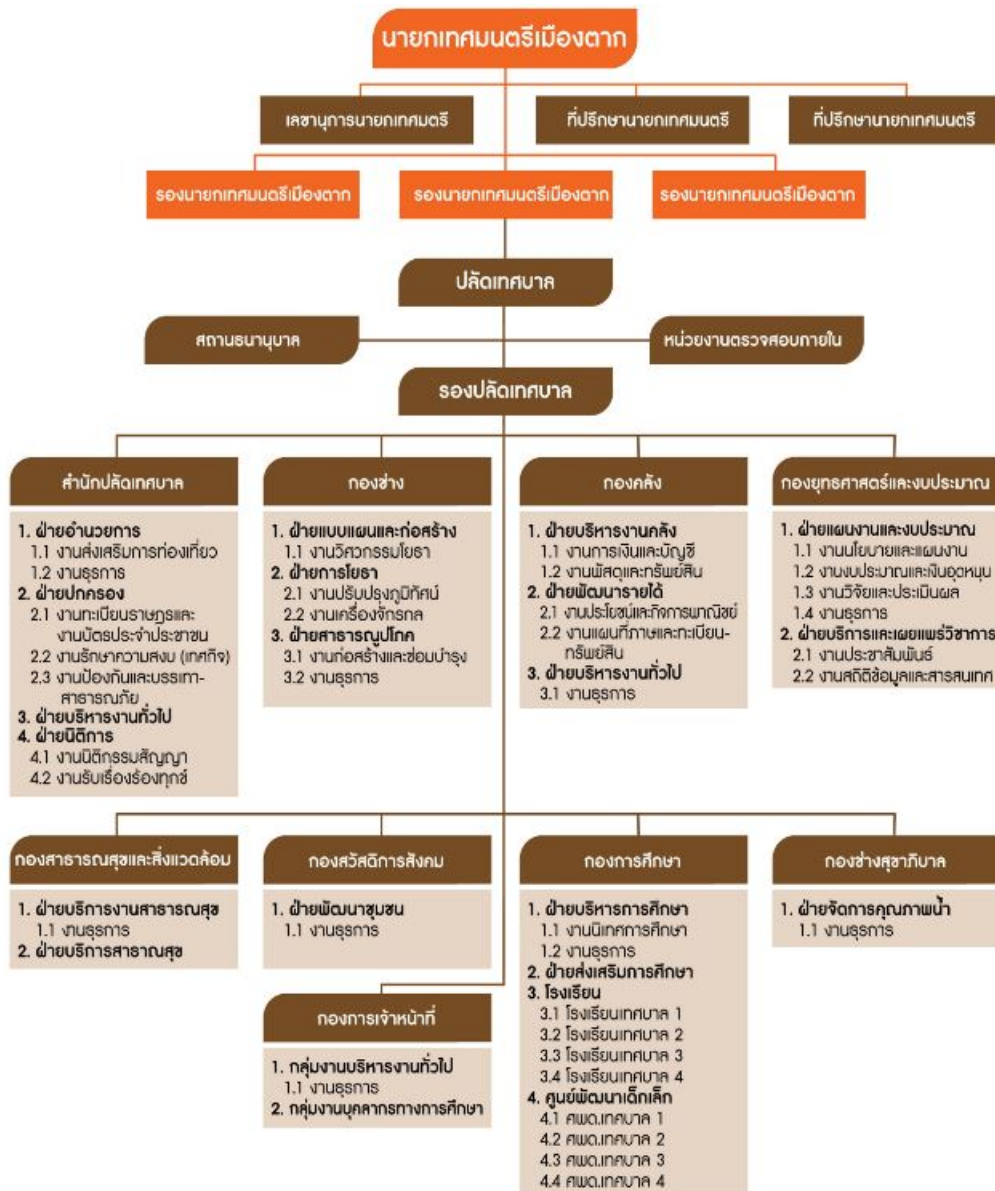 นายกเทศมนตรีเมืองตาก
เลขานุการนายกเทศมตรี
ที่ปรึกษานายกเทศมนตรี
ที่ปรึกษานายกเทศมนตรี
รองนายกเทศมนตรีเมืองตาก
รองนายกเทศมนตรีเมืองตาก
รองนายกเทศมนตรีเมืองตาก
ปลัดเทศบาล
สถานธนานุบาล
หน่วยงานตรวจสอบภายใน
รองปลัดเทศบาล
สำนักปลัดเทศบาล
1. ฝ่ายอำนวยการ
1.1 งานส่งเสริมการท่องเที่ยว
1.2 งานธุรการ
2. ฝ่ายปกครอง
2.1 งานทะเบียนราษฎรและ
งานบัตรประจำประชาชน
2.2 งานรักษาความสงบ (เทศกิจ)
2.3 งานป้องกันและบรรเทา-
สาธารณภัย
3. ฝ่ายบริหารงานทั่วไป
4. ฝ่ายนิติการ
4.1 งานนิติกรรมสัญญา
4.2 งานรับเรื่องร้องทุกข์
กองช่าง
1. ฝ่ายแบบแผนและก่อสร้าง
1.1 งานวิศวกรรมโยธา
2. ฝ่ายการโยธา
2.1 งานปรับปรุงภูมิทัศน์
2.2 งานเครื่องจักรกล
3. ฝ่ายสาธารณูปโภค
3.1 งานก่อสร้างและซ่อมบำรุง
3.2 งานธุรการ
กองคลัง
1. ฝ่ายบริหารงานคลัง
1.1 งานการเงินและบัญชี
1.2 งานพัสดุและทรัพย์สิน
2. ฝ่ายพัฒนารายได้
2.1 งานประโยชน์และกิจการพาณิชย์
2.2 งานแผนที่ภาษและทะเบียน-
ทรัพย์สิน
3. ฝ่ายบริหารงานทั่วไป
3.1 งานธุรการ
กองยุทธศาสตร์และงบประมาณ
1. ฝ่ายแผนงานและงบประมาณ
1.1 งานนโยบายและแผนงาน
1.2 งานงบประมาณและเงินอุดหนุน
1.3 งานวิจัยและประเมินผล
1.4 งานธุรการ
2. ฝ่ายบริการและเผยแพร่วิชาการ
2.1 งานประชาสัมพันธ์
2.2 งานสถิติข้อมูลและสารสนเทศ
กองสาธารณสุขและสิ่งแวดล้อม
1. ฝ่ายบริการงานสาธารณสุข
1.1 งานธุรการ
2. ฝ่ายบริการสาธาณสุข
กองสวัสดิการสังคม
1. ฝ่ายพัฒนาชุมชน
1.1 งานธุรการ
กองการศึกษา
1. ฝ่ายบริหารการศึกษา
1.1 งานนิเทศการศึกษา
1.2 งานธุรการ
2. ฝ่ายส่งเสริมการศึกษา
3. โรงเรียน
3.1 โรงเรียนเทศบาล 1
3.2 โรงเรียนเทศบาล 2
3.3 โรงเรียนเทศบาล 3
3.4 โรงเรียนเทศบาล 4
4. ศูนย์พัฒนาเด็กเล็ก
4.1 ศพด.เทศบาล 1
4.2 ศพด.เทศบาล 2
4.3 ศพด.เทศบาล 3
4.4 ศพด.เทศบาล 4
กองช่างสุขาภิบาล
1. ฝ่ายจัดการคุณภาพน้ำ
1.1 งานธุรการ
กองการเจ้าหน้าที่
1. กลุ่มงานบริหารงานทั่วไป
1.1 งานธุรการ
2. กลุ่มงานบุคลากรทางการศึกษา